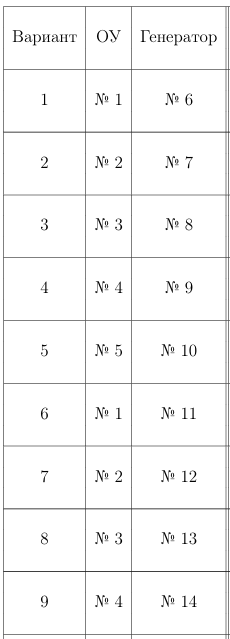 Вариант ОУ Генератор
1 № 1 № 6
2 № 2 № 7
3 № 3 № 8
4 № 4 № 9
5 № 5 № 10
6 № 1 № 11
7 № 2 № 12
8 № 3 № 13
9 № 4 № 14